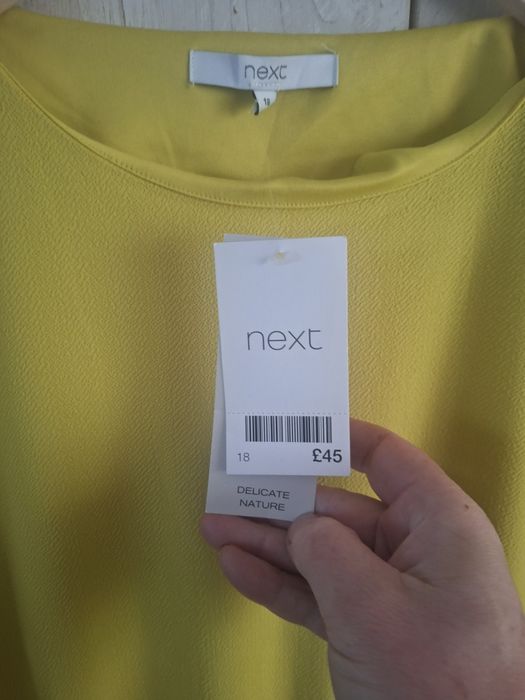 next
18
next
18 £45
DELICATE
NATURE